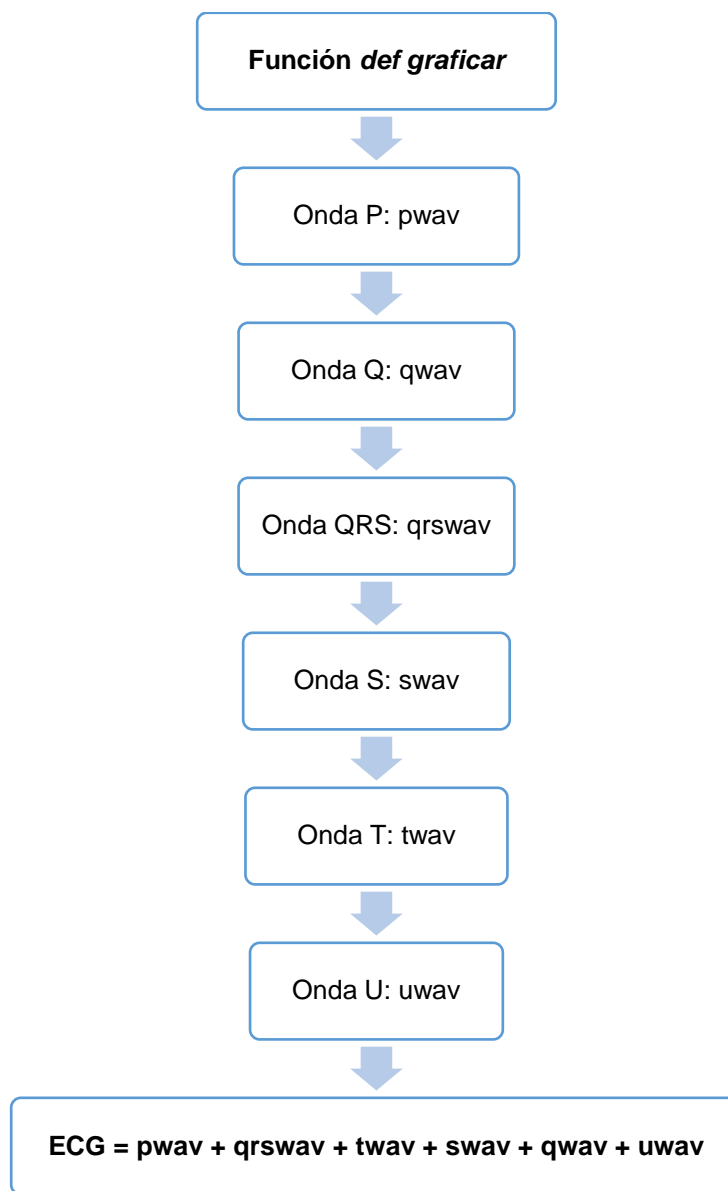 Función def graficar
Onda P: pwav
Onda Q: qwav
Onda QRS: qrswav
Onda S: swav
Onda T: twav
Onda U: uwav
ECG = pwav + qrswav + twav + swav + qwav + uwav